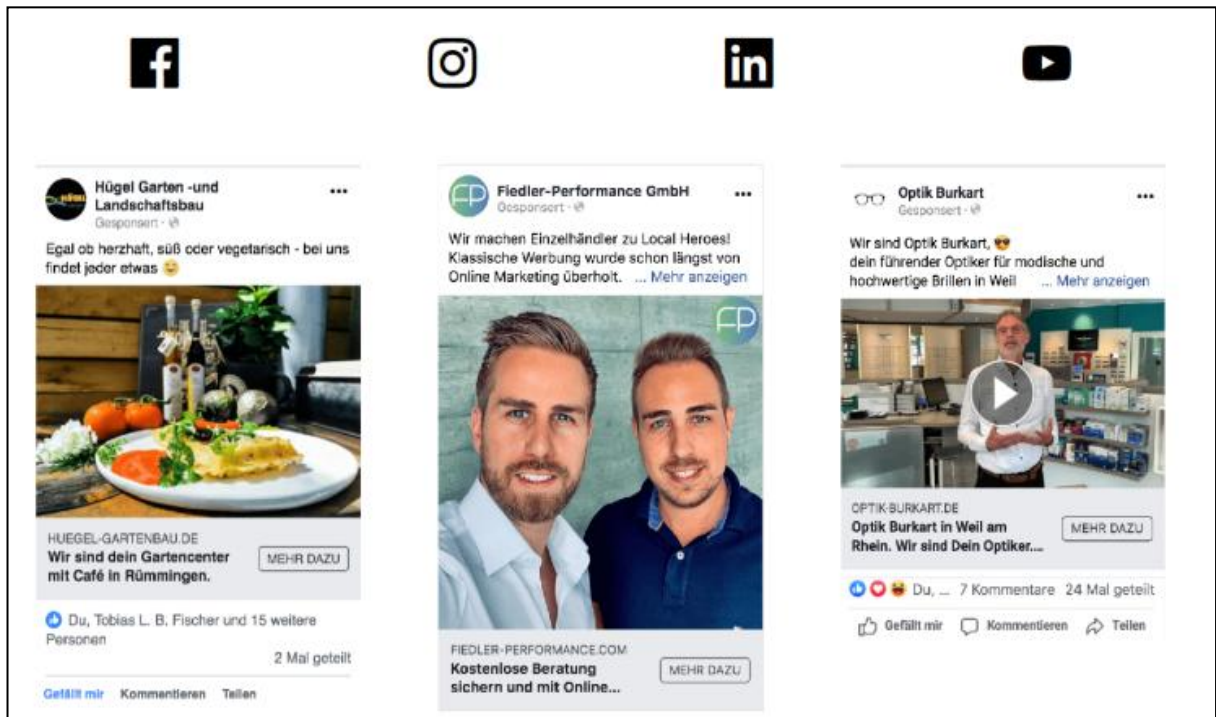 f
in
Hügel Garten -und
Landschaftsbau
Gesponsert ·
Egal ob herzhaft, süß oder vegetarisch - bei uns
findet jeder etwas
HUEGEL-GARTENBAU.DE
Wir sind dein Gartencenter
mit Café in Rümmingen.
MEHR DAZU
Du, Tobias L. B. Fischer und 15 weitere
Personen
2 Mal geteilt
Gefällt mir Kommentieren Teilen
FP
Fiedler-Performance GmbH
Gesponsert ·
Wir machen Einzelhändler zu Local Heroes!
Klassische Werbung wurde schon längst von
Online Marketing überholt. ... Mehr anzeigen
FP
FIEDLER-PERFORMANCE.COM
Kostenlose Beratung
sichern und mit Online...
MEHR DAZU
Optik Burkart
Gesponsert ·
Wir sind Optik Burkart,
dein führender Optiker für modische und
hochwertige Brillen in Weil ... Mehr anzeigen
OPTIK-BURKART.DE
Optik Burkart in Weil am
Rhein. Wir sind Dein Optiker....
MEHR DAZU
Du, ... 7 Kommentare 24 Mal geteilt
Gefällt mir Kommentieren Teilen